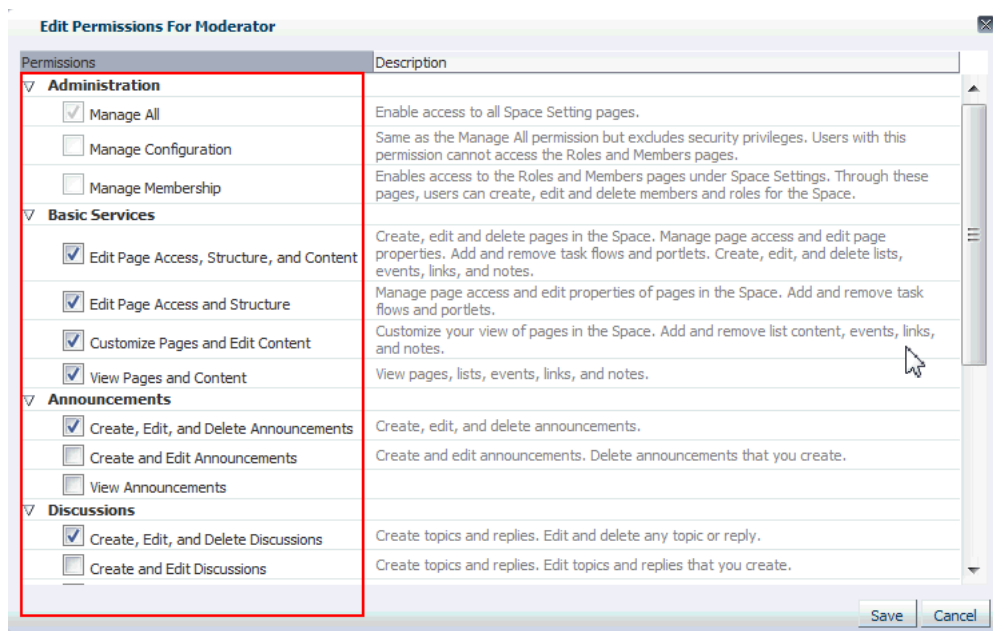 Edit Permissions For Moderator
Permissions Description
Administration
Manage All Enable access to all Space Setting pages.
Manage Configuration Same as the Manage All permission but excludes security privileges. Users with this
permission cannot access the Roles and Members pages.
Manage Membership Enables access to the Roles and Members pages under Space Settings. Through these
pages, users can create, edit and delete members and roles for the Space.
Basic Services
Edit Page Access, Structure, and Content Create, edit and delete pages in the Space. Manage page access and edit page
properties. Add and remove task flows and portlets. Create, edit, and delete lists,
events, links, and notes.
Edit Page Access and Structure Manage page access and edit properties of pages in the Space. Add and remove task
flows and portlets.
Customize Pages and Edit Content Customize your view of pages in the Space. Add and remove list content, events, links,
and notes.
View Pages and Content View pages, lists, events, links, and notes.
Announcements
Create, Edit, and Delete Announcements Create, edit, and delete announcements.
Create and Edit Announcements Create and edit announcements. Delete announcements that you create.
View Announcements
Discussions
Create, Edit, and Delete Discussions Create topics and replies. Edit and delete any topic or reply.
Create and Edit Discussions Create topics and replies. Edit topics and replies that you create.
Save Cancel